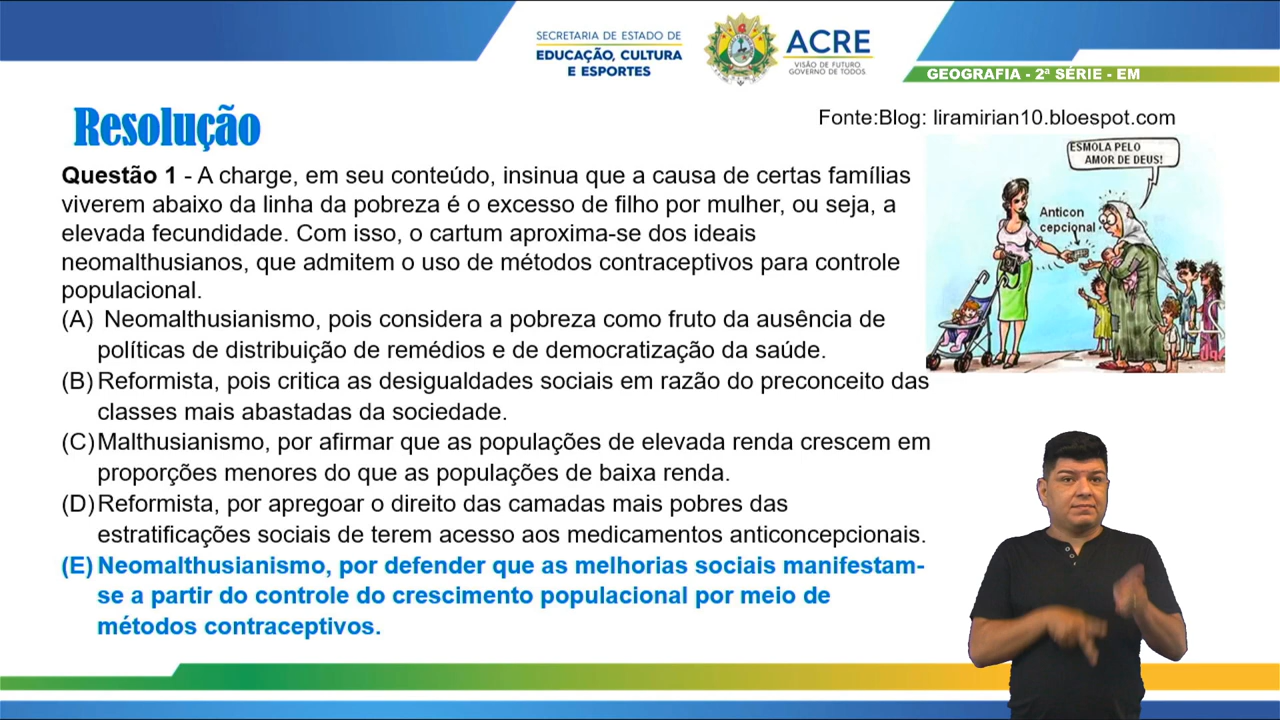 SECRETARIA DE ESTADO DE
EDUCAÇÃO, CULTURA
E ESPORTES
ACRE
VISÃO DE FUTURO
GOVERNO DE TODOS
GEOGRAFIA - 2ª SÉRIE - EM
Resolução
Fonte:Blog: liramirian10.bloespot.com
Questão 1 - A charge, em seu conteúdo, insinua que a causa de certas famílias
viverem abaixo da linha da pobreza é o excesso de filho por mulher, ou seja, a
elevada fecundidade. Com isso, o cartum aproxima-se dos ideais
neomalthusianos, que admitem o uso de métodos contraceptivos para controle
populacional.
(A) Neomalthusianismo, pois considera a pobreza como fruto da ausência de
políticas de distribuição de remédios e de democratização da saúde.
(B) Reformista, pois critica as desigualdades sociais em razão do preconceito das
classes mais abastadas da sociedade.
(C) Malthusianismo, por afirmar que as populações de elevada renda crescem em
proporções menores do que as populações de baixa renda.
(D) Reformista, por apregoar o direito das camadas mais pobres das
estratificações sociais de terem acesso aos medicamentos anticoncepcionais.
(E) Neomalthusianismo, por defender que as melhorias sociais manifestam-
se a partir do controle do crescimento populacional por meio de
métodos contraceptivos.
ESMOLA PELO
AMOR DE DEUS!
Anticon
cepcional